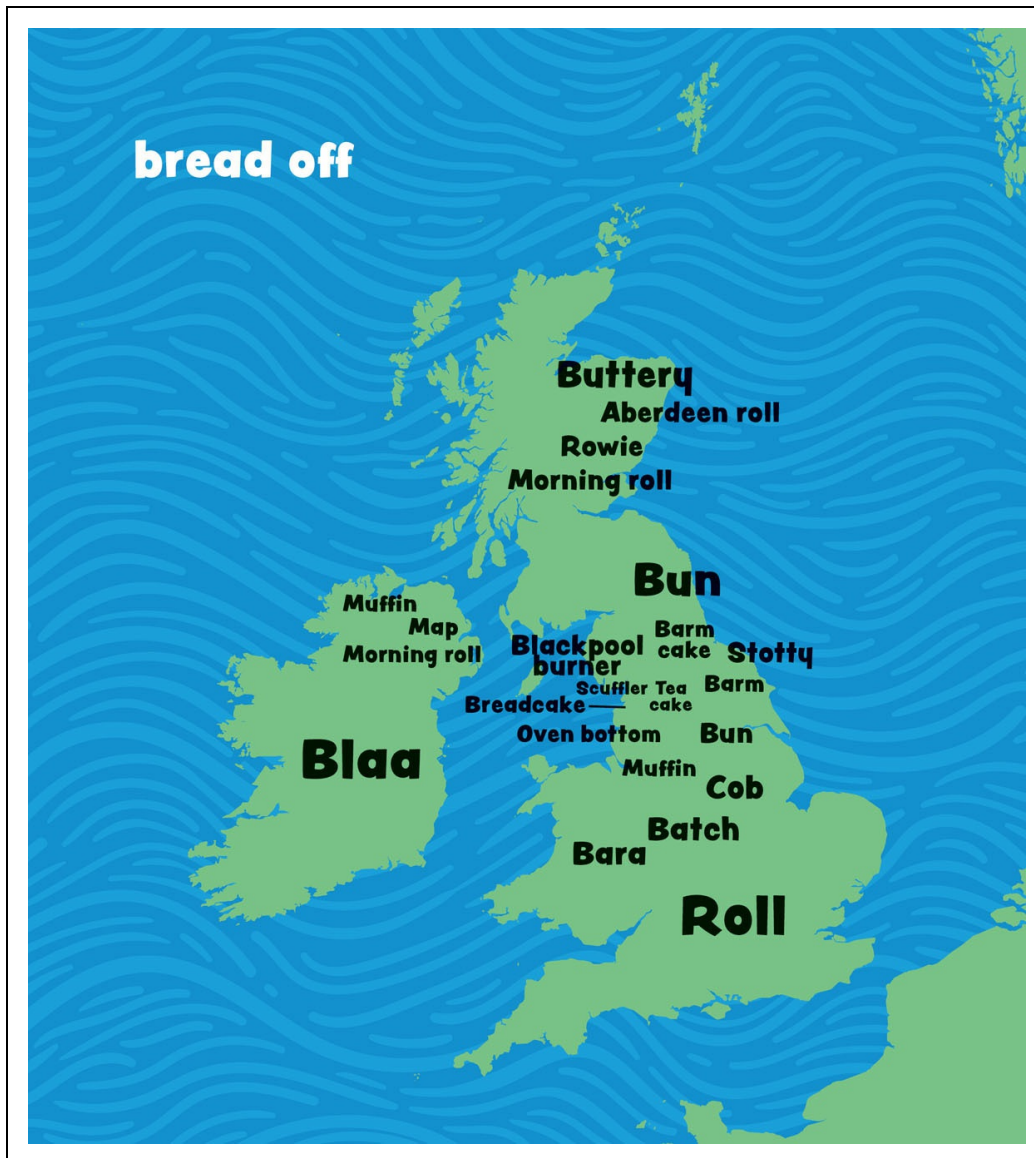 bread off
Buttery
Aberdeen roll
Rowie
Morning roll
Bun
Muffin
Map
Morning roll
Barm
cake
Blackpool
burner
Stotty
Scuffler
Tea
cake
Barm
Breadcake
Oven bottom
Bun
Blaa
Muffin
Cob
Batch
Bara
Roll